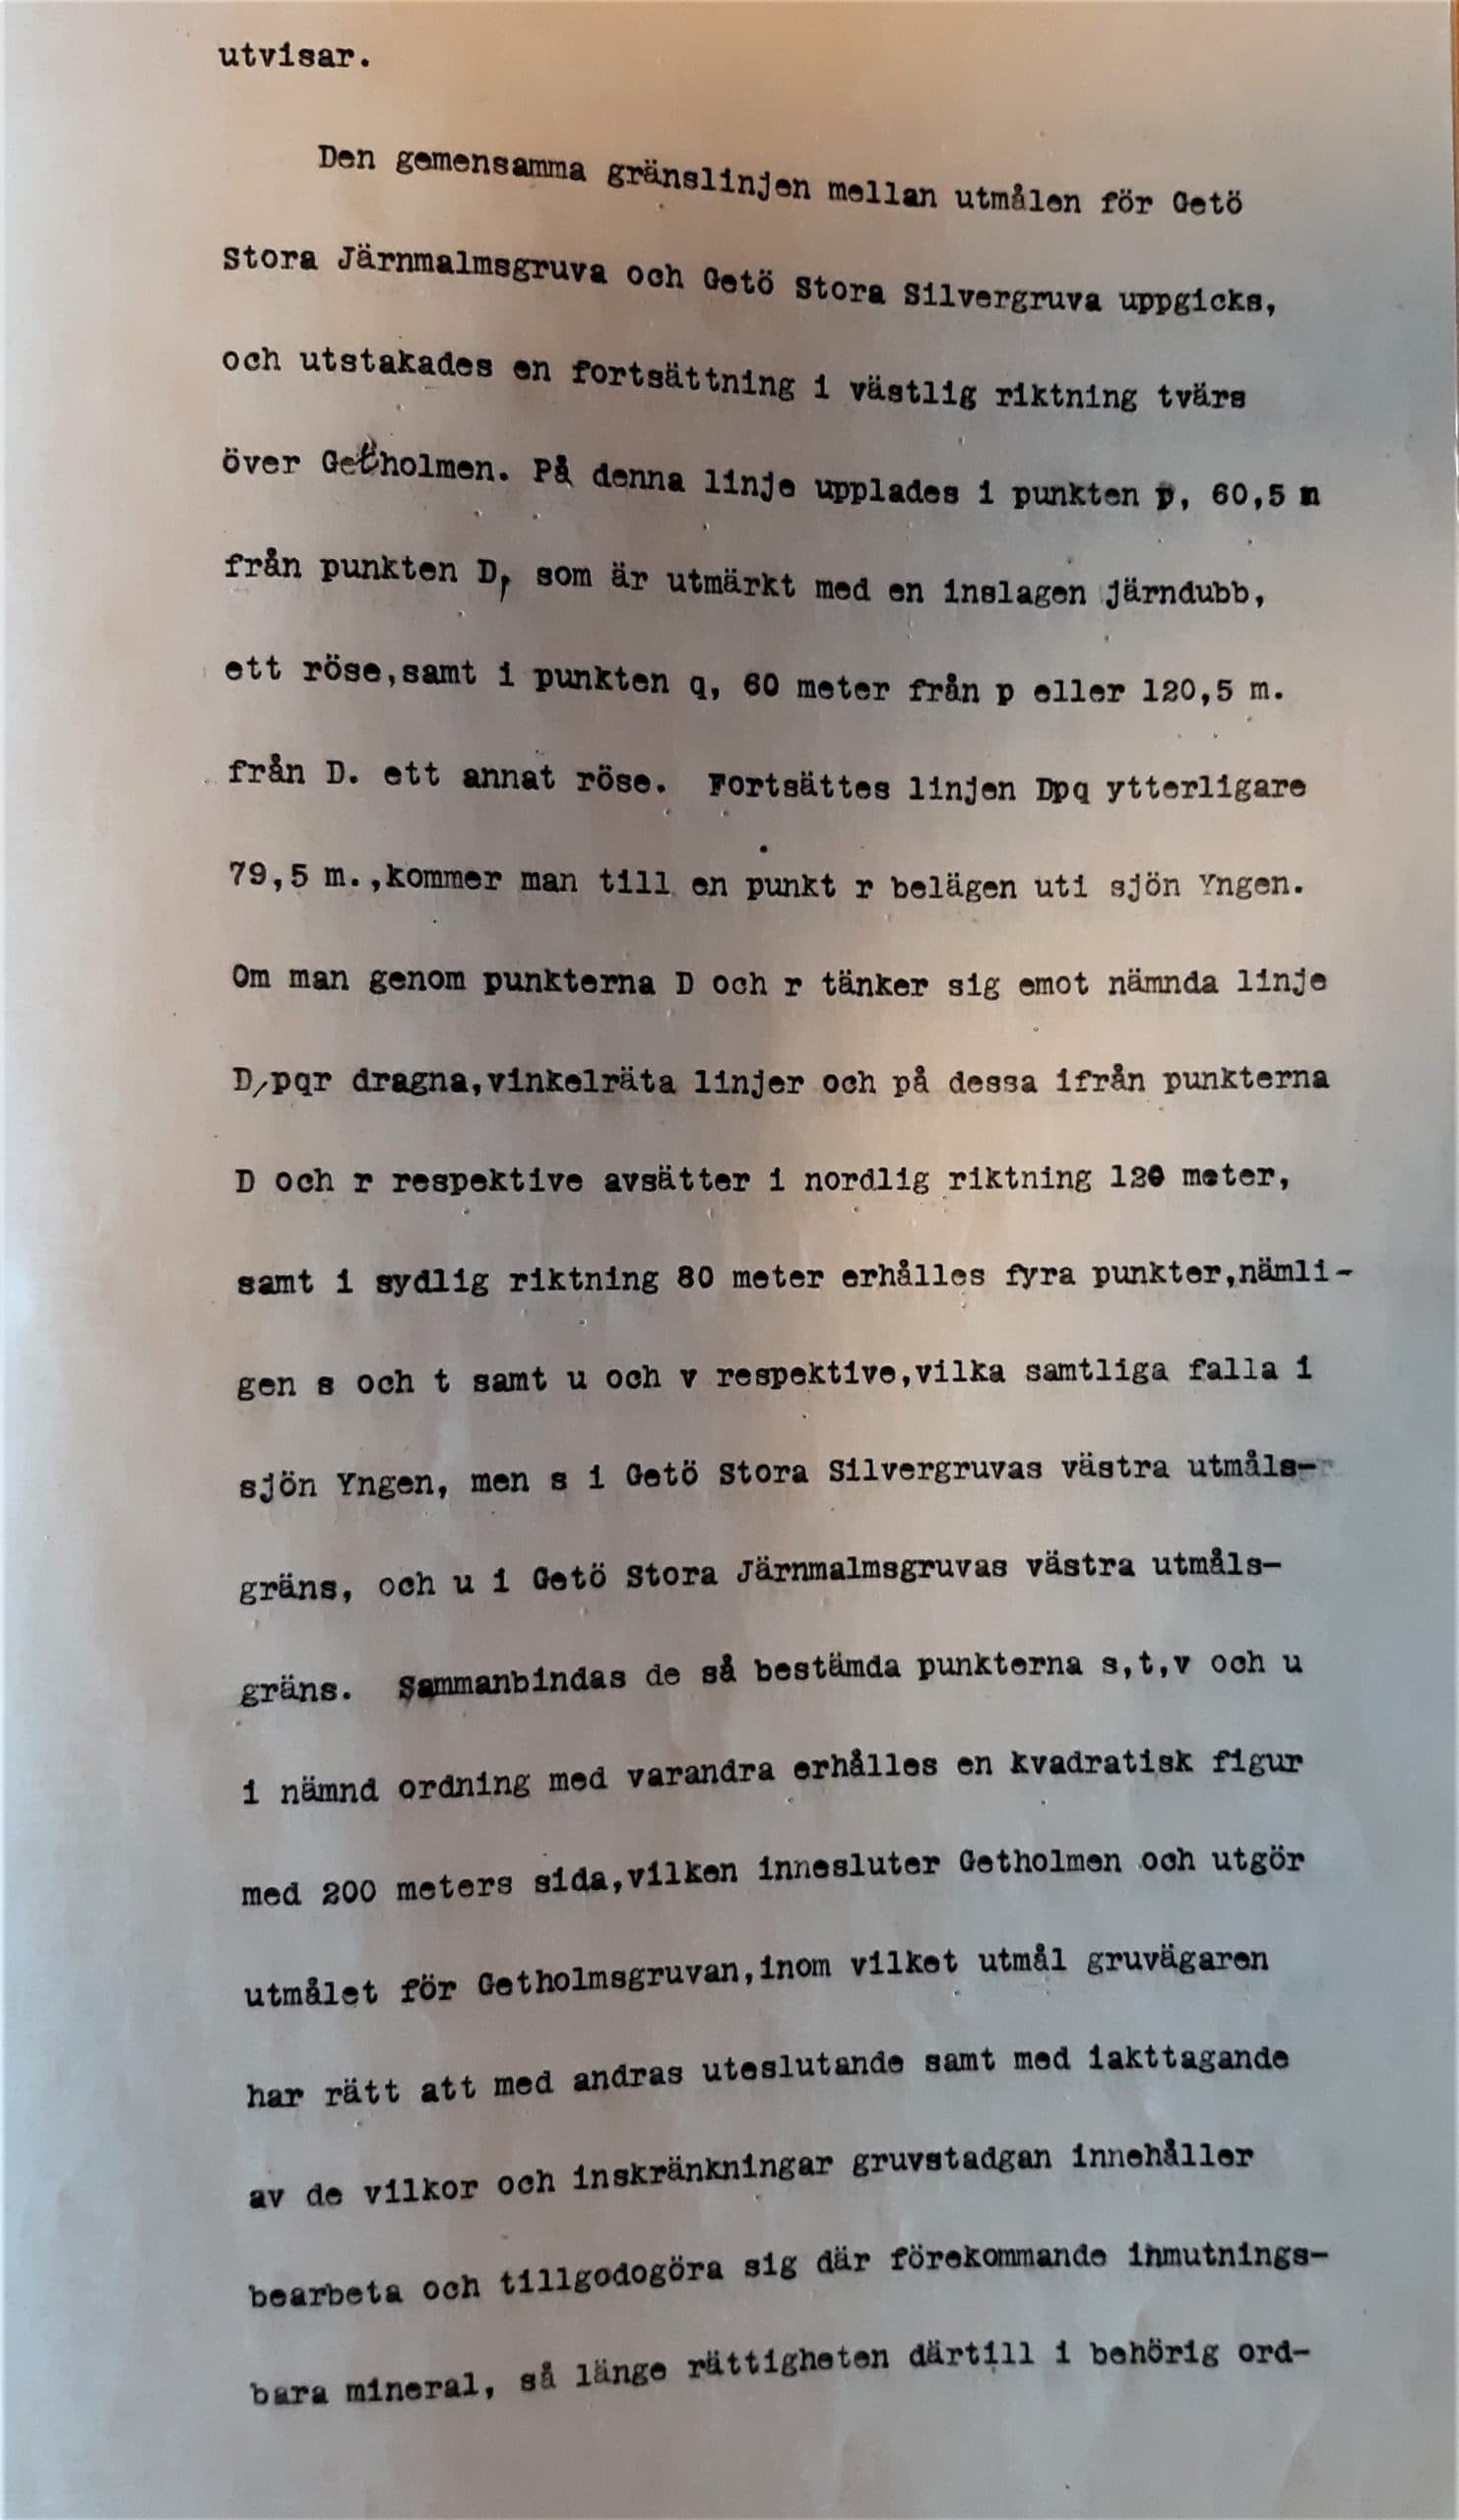 utvisar.
Den gemensamma gränslinjen mellan utmålen för Getö
Stora Järnmalmsgruva och Getö Stora Silvergruva uppgicks,
och utstakades en fortsättning i västlig riktning tvärs
över Getholmen. På denna linje upplades i punkten p, 60,5 m
från punkten D, som är utmärkt med en inslagen järndubb,
ett röse,samt i punkten q, 60 meter från p eller 120,5 m.
från D. ett annat röse. Fortsättes linjen Dpq ytterligare
79,5 m.,kommer man till en punkt r belägen uti sjön Yngen.
Om man genom punkterna D och r tänker sig emot nämnda linje
D,pqr dragna,vinkelräta linjer och på dessa ifrån punkterna
D och r respektive avsätter i nordlig riktning 120 meter,
samt i sydlig riktning 80 meter erhålles fyra punkter,nämli-
gen s och t samt u och v respektive,vilka samtliga falla i
sjön Yngen, men s i Getö Stora Silvergruvas västra utmåls-
gräns, och u i Getö Stora Järnmalmsgruvas västra utmåls-
gräns. Sammanbindas de så bestämda punkterna s,t,v och u
i nämnd ordning med varandra erhålles en kvadratisk figur
med 200 meters sida,vilken innesluter Getholmen och utgör
utmålet för Getholmsgruvan,inom vilket utmål gruvägaren
har rätt att med andras uteslutande samt med iakttagande
av de vilkor och inskränkningar gruvstadgan innehåller
bearbeta och tillgodogöra sig där förekommande inmutnings-
bara mineral, så länge rättigheten därtill i behörig ord-